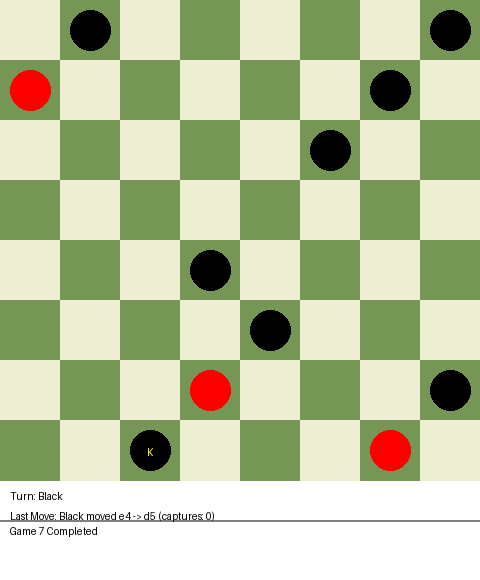 K
Turn: Black
Last Move: Black moved e4 -> d5 (captures: 0)
Game 7 Completed